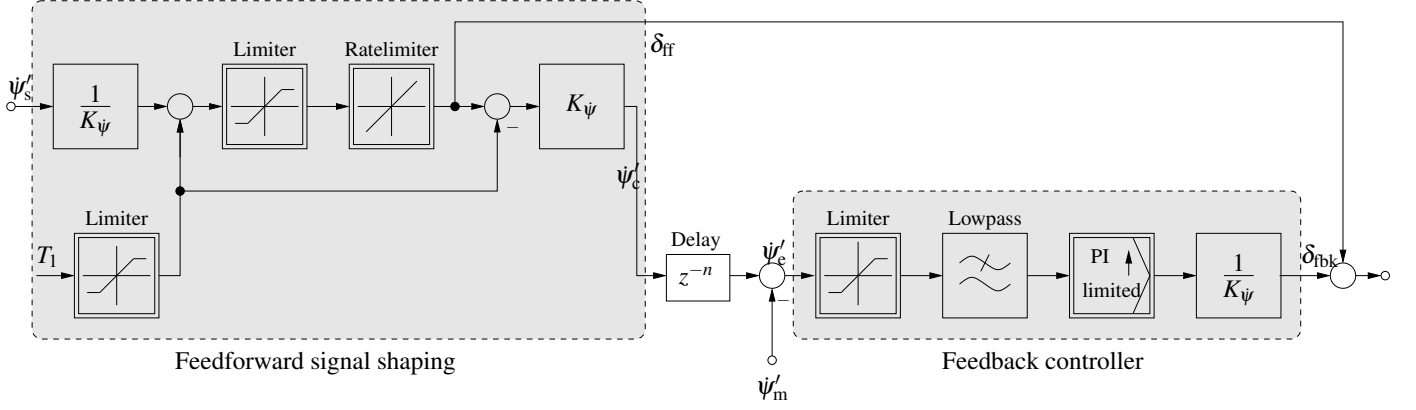 Limiter
Ratelimiter
δ_ff
ψ̇′_s
1
K_ψ̇
K_ψ̇
–
ψ̇′_c
Limiter
Limiter
Lowpass
Delay
T_l
z^−n
ψ̇′_e
–
PI
limited
1
K_ψ̇
δ_fbk
Feedforward signal shaping
Feedback controller
ψ̇′_m